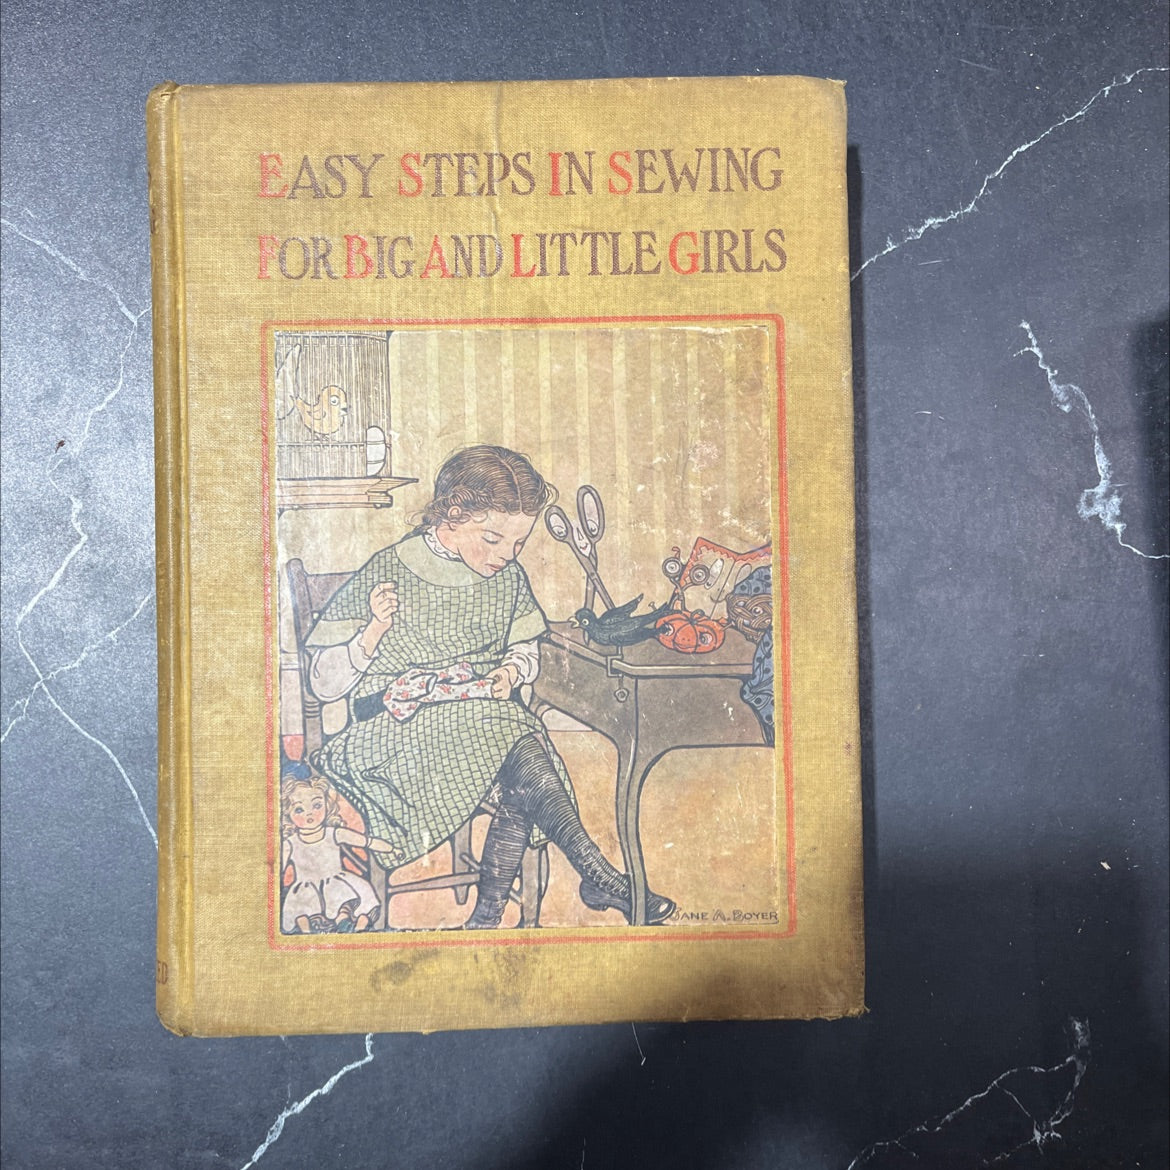 EASY STEPS IN SEWING
FOR BIG AND LITTLE GIRLS
JANE A. BOYER